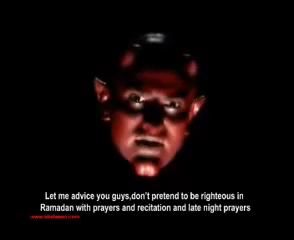 Let me advice you guys,don't pretend to be righteous in
Ramadan with prayers and recitation and late night prayers